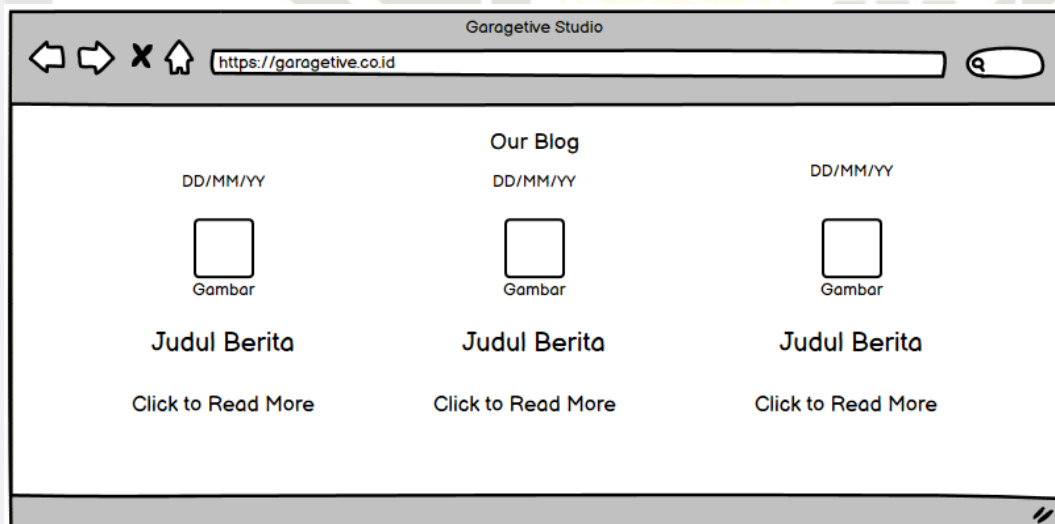 Garagetive Studio
https://garagetive.co.id
Our Blog
DD/MM/YY
DD/MM/YY
DD/MM/YY
Gambar
Gambar
Gambar
Judul Berita
Judul Berita
Judul Berita
Click to Read More
Click to Read More
Click to Read More